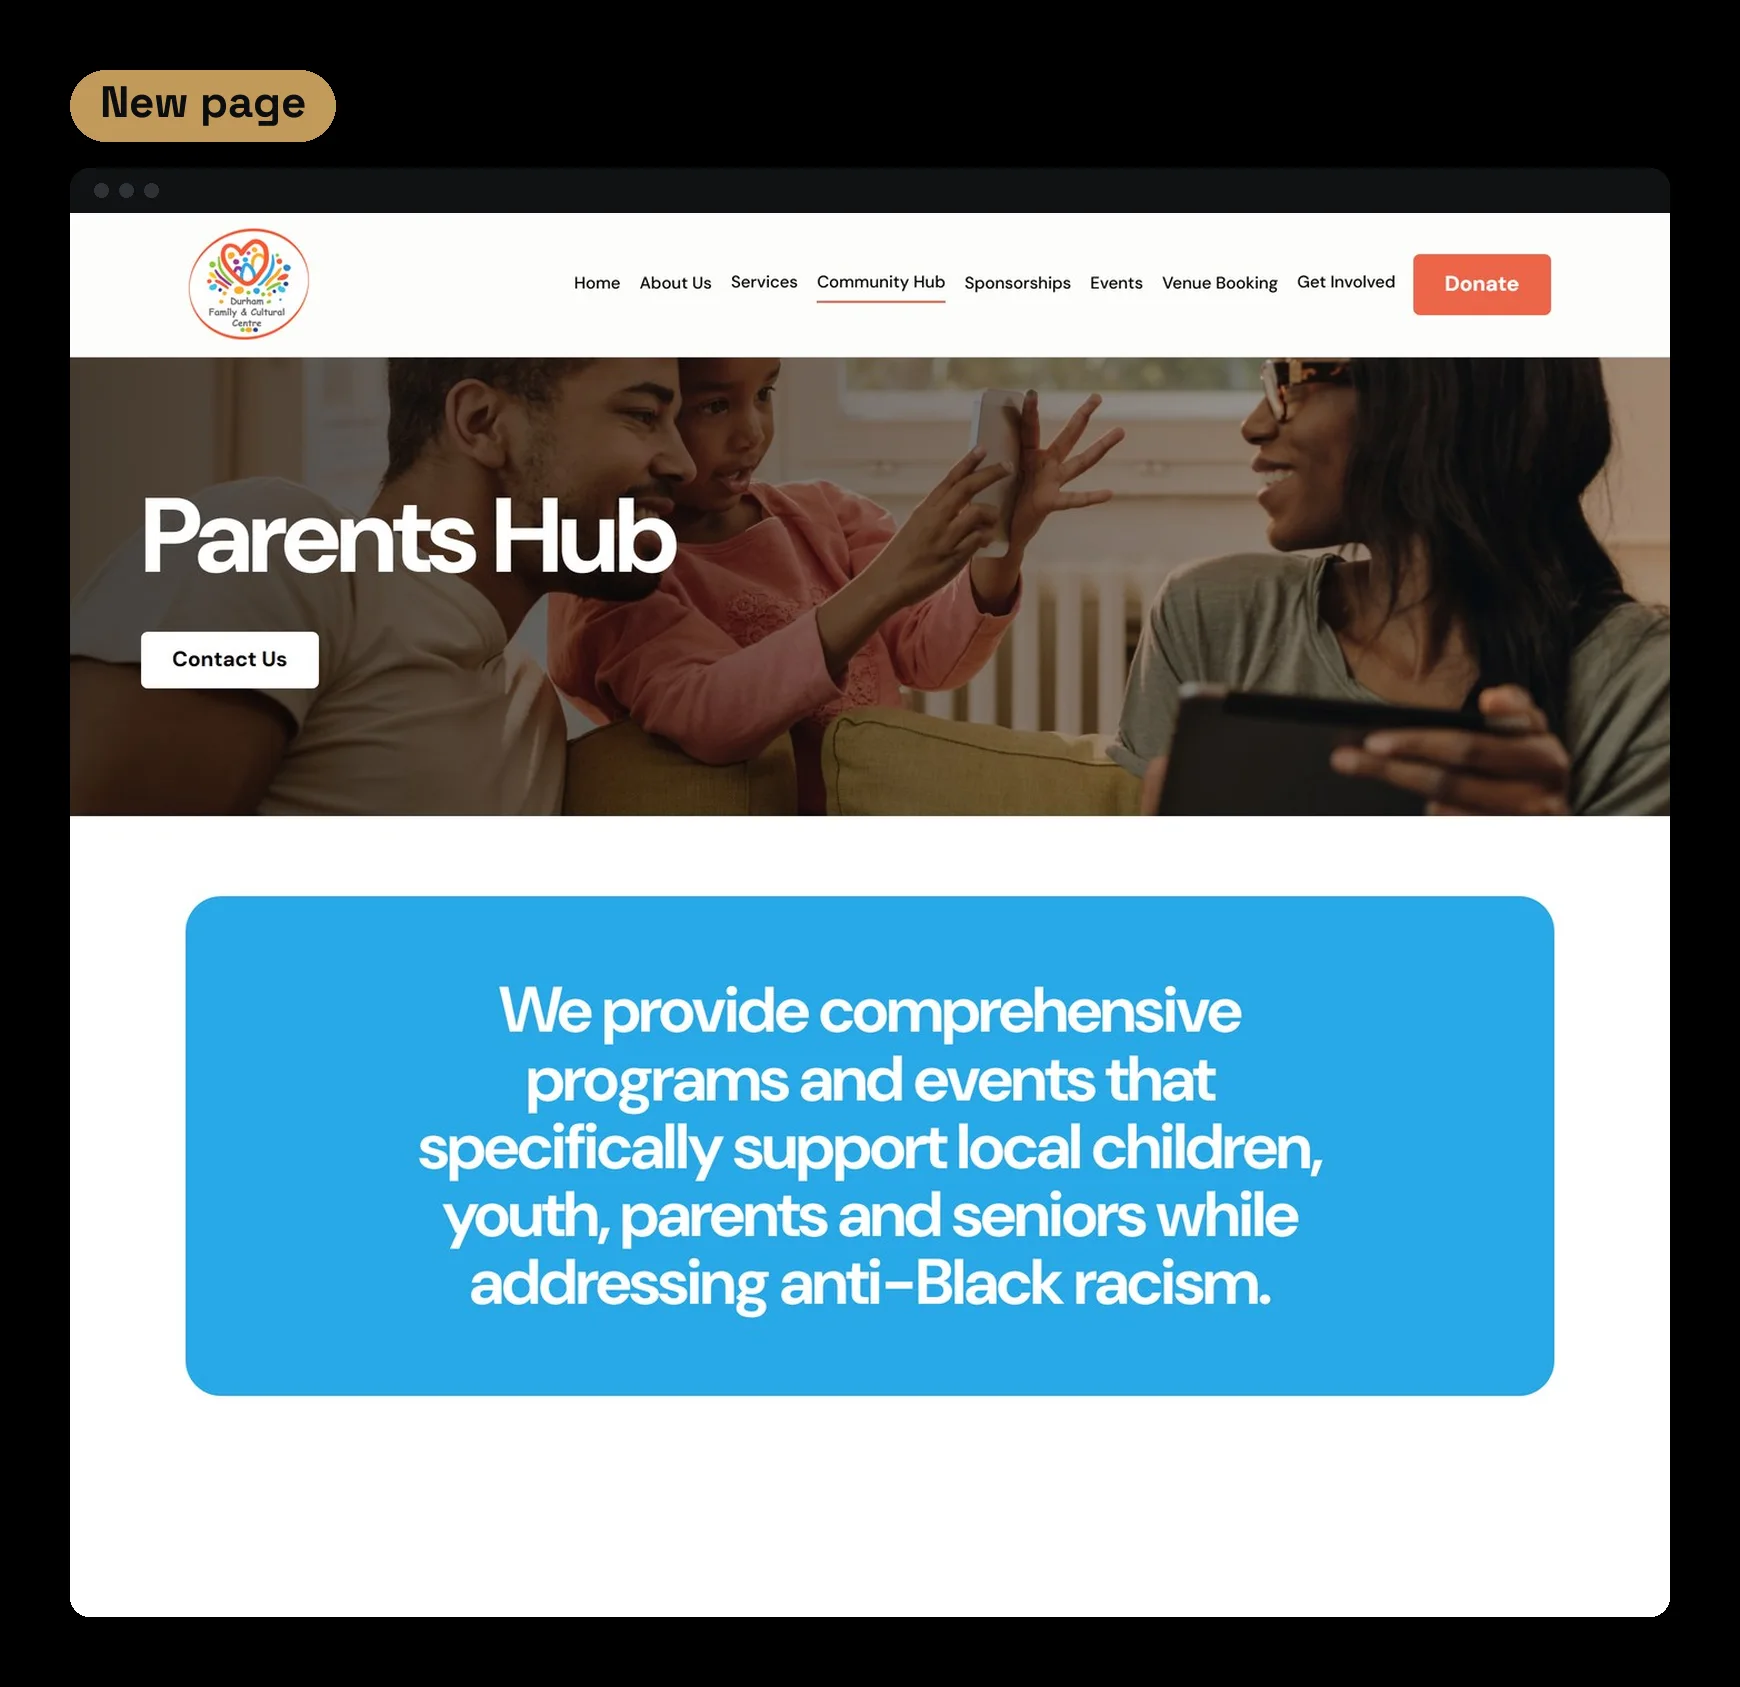 New page
Durham
Family & Cultural
Centre
Home About Us Services Community Hub Sponsorships Events Venue Booking Get Involved Donate
Parents Hub
Contact Us
We provide comprehensive
programs and events that
specifically support local children,
youth, parents and seniors while
addressing anti-Black racism.